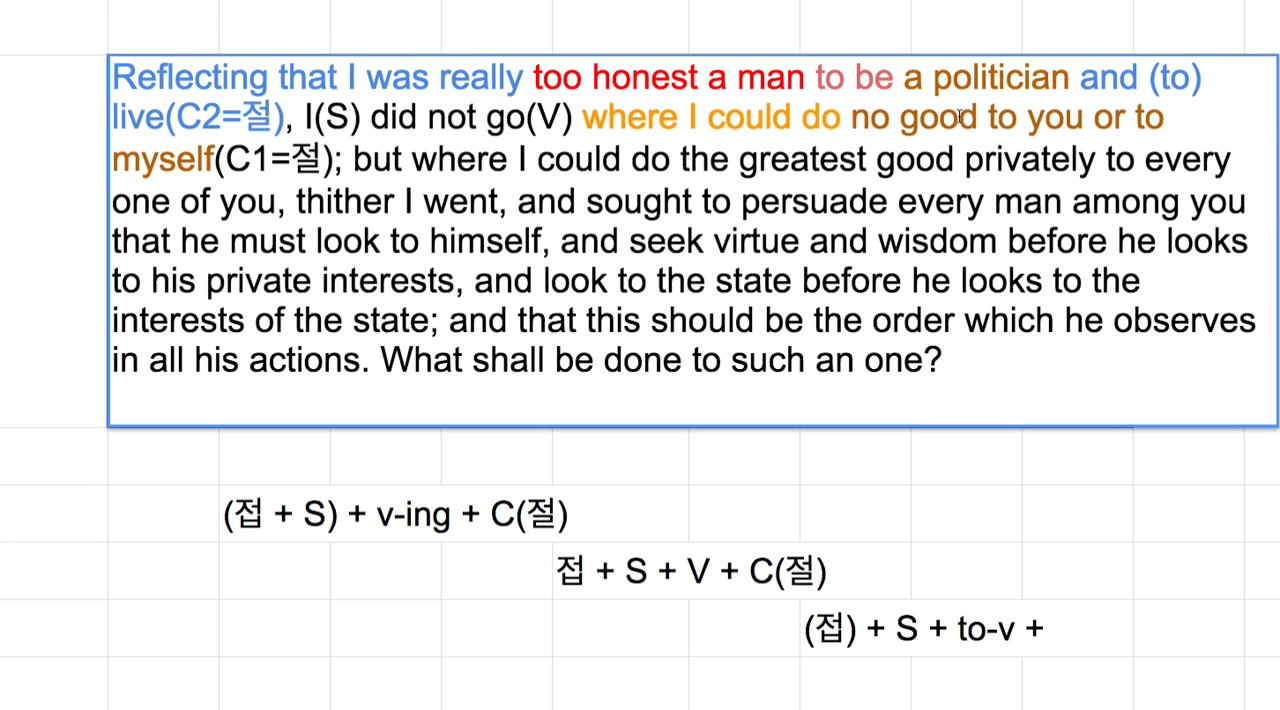 Reflecting that I was really too honest a man to be a politician and (to)
live(C2=절), I(S) did not go(V) where I could do no good to you or to
myself(C1=절); but where I could do the greatest good privately to every
one of you, thither I went, and sought to persuade every man among you
that he must look to himself, and seek virtue and wisdom before he looks
to his private interests, and look to the state before he looks to the
interests of the state; and that this should be the order which he observes
in all his actions. What shall be done to such an one?
(접 + S) + v-ing + C(절)
접 + S + V + C(절)
(접) + S + to-v +